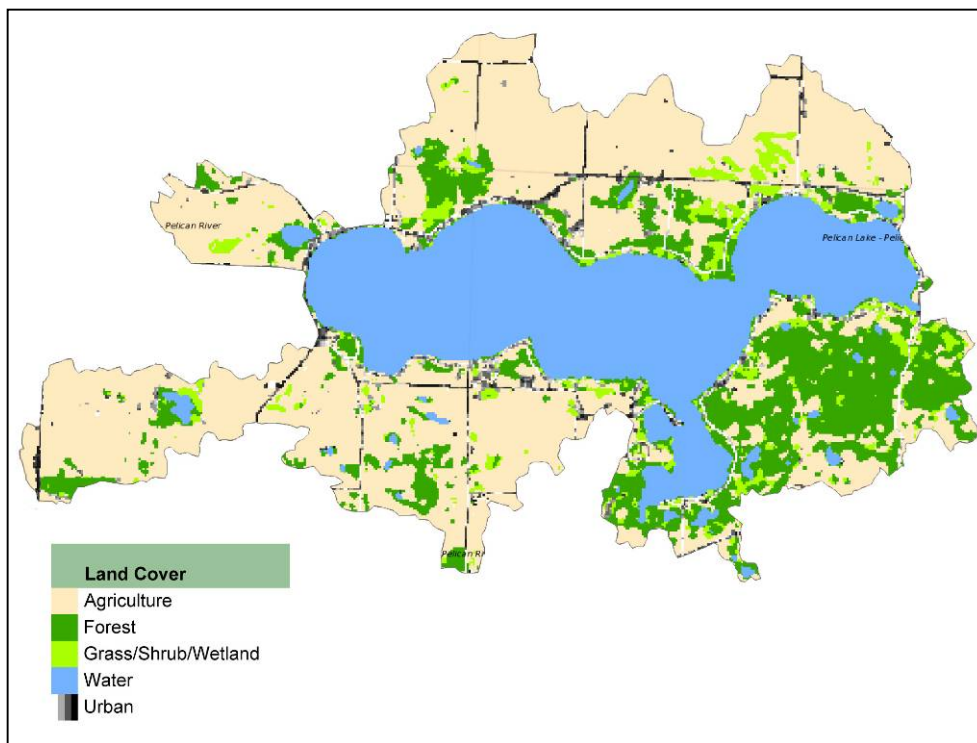 Pelican River
Pelican Lake - Pelic
Pelican Ri
Land Cover
Agriculture
Forest
Grass/Shrub/Wetland
Water
Urban